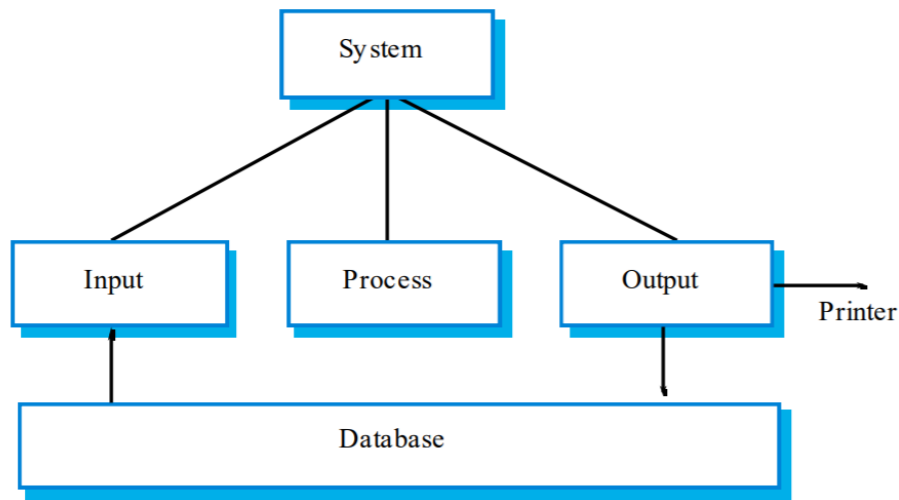 System
Input
Process
Output
Printer
Database